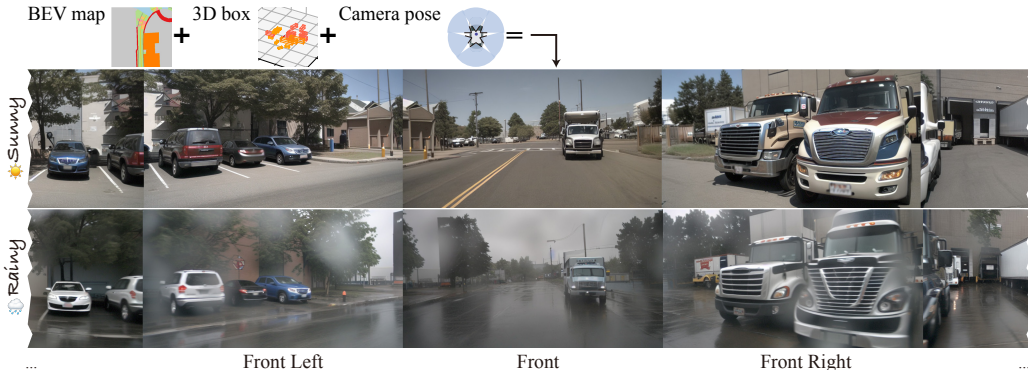 BEV map + 3D box + Camera pose =
Sunny
Rainy
... Front Left Front Front Right ...